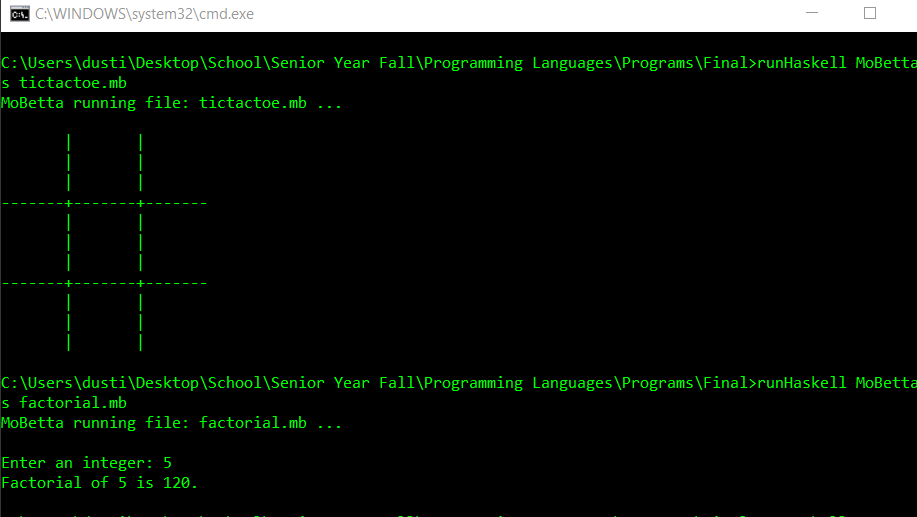 C:\WINDOWS\system32\cmd.exe
C:\Users\dusti\Desktop\School\Senior Year Fall\Programming Languages\Programs\Final>runHaskell MoBetta
s tictactoe.mb
MoBetta running file: tictactoe.mb ...
       |       |
       |       |
       |       |
-------+-------+-------
       |       |
       |       |
       |       |
-------+-------+-------
       |       |
       |       |
       |       |
C:\Users\dusti\Desktop\School\Senior Year Fall\Programming Languages\Programs\Final>runHaskell MoBetta
s factorial.mb
MoBetta running file: factorial.mb ...
Enter an integer: 5
Factorial of 5 is 120.